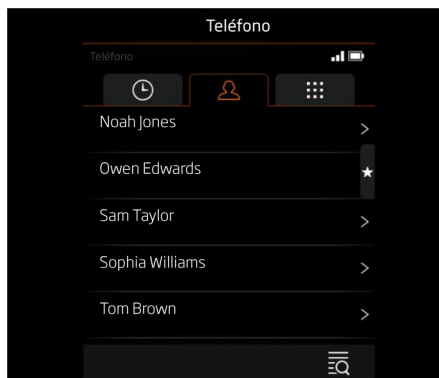 Teléfono
Teléfono
Noah Jones
Owen Edwards
Sam Taylor
Sophia Williams
Tom Brown